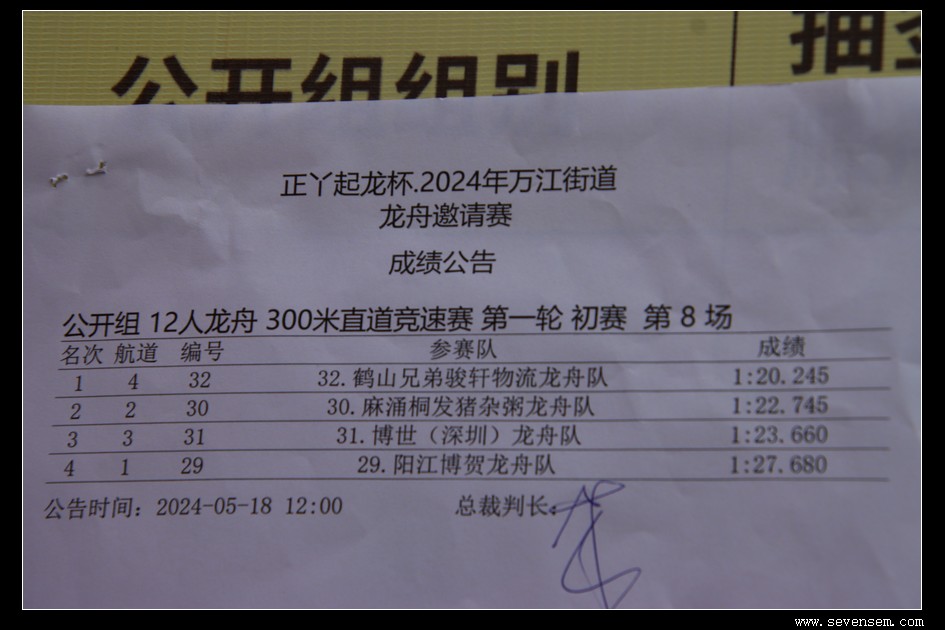 公开组组别
抽签
正丫起龙杯.2024年万江街道
龙舟邀请赛
成绩公告
公开组 12人龙舟 300米直道竞速赛 第一轮 初赛 第 8 场
名次 航道 编号 参赛队 成绩
1 4 32 32.鹤山兄弟骏轩物流龙舟队 1:20.245
2 2 30 30.麻涌桐发猪杂粥龙舟队 1:22.745
3 3 31 31.博世（深圳）龙舟队 1:23.660
4 1 29 29.阳江博贺龙舟队 1:27.680
公告时间：2024-05-18 12:00 总裁判长：
www.sevensem.com